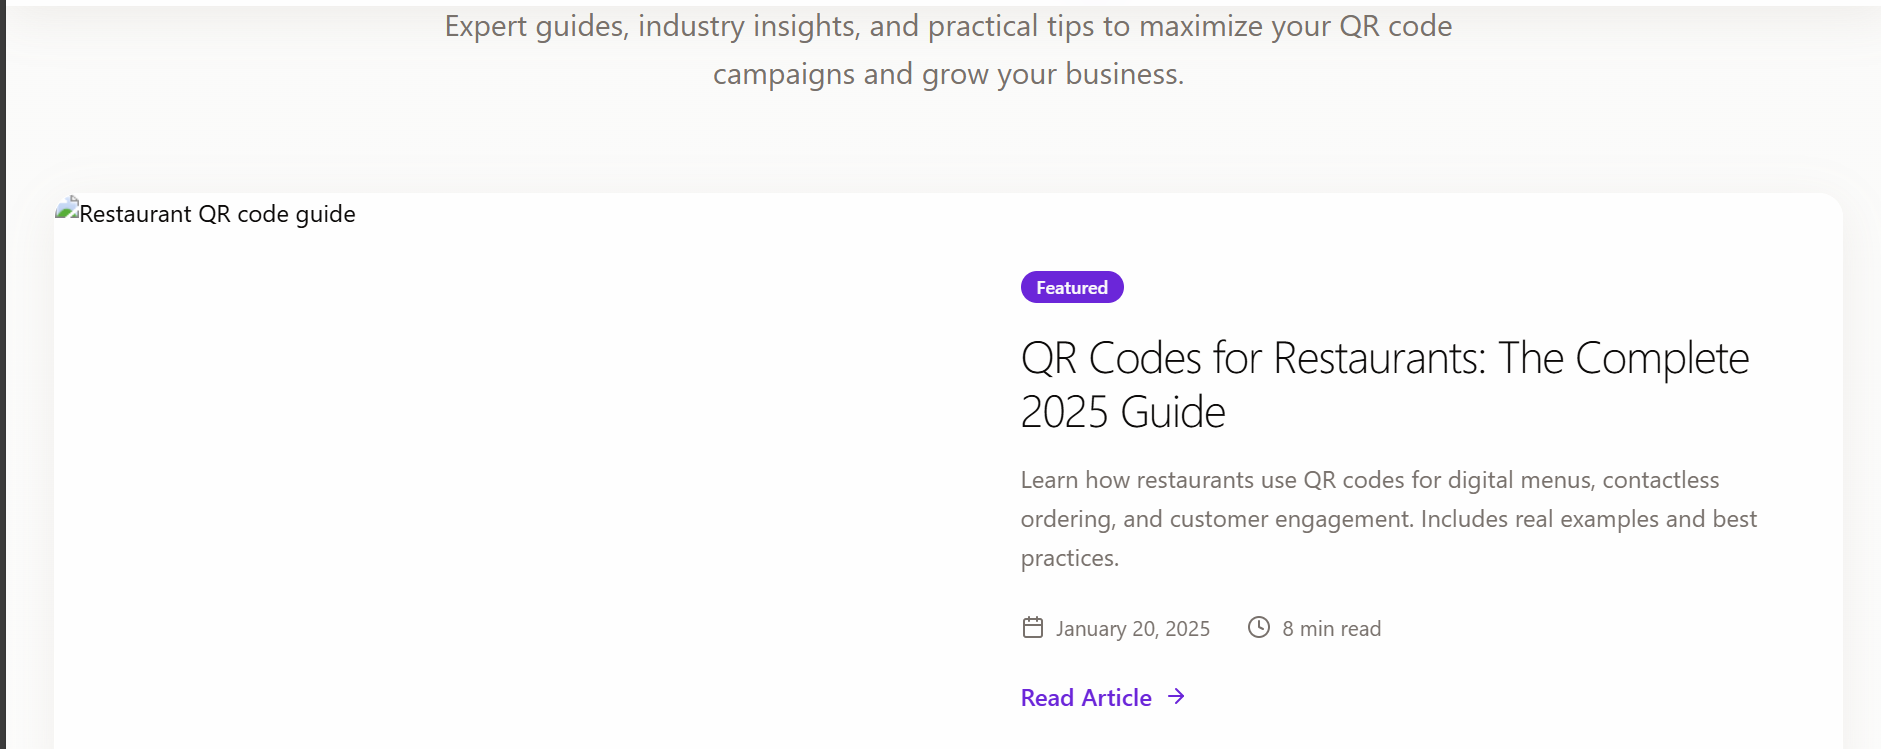 Expert guides, industry insights, and practical tips to maximize your QR code
campaigns and grow your business.
Restaurant QR code guide
Featured
QR Codes for Restaurants: The Complete
2025 Guide
Learn how restaurants use QR codes for digital menus, contactless
ordering, and customer engagement. Includes real examples and best
practices.
January 20, 2025 8 min read
Read Article